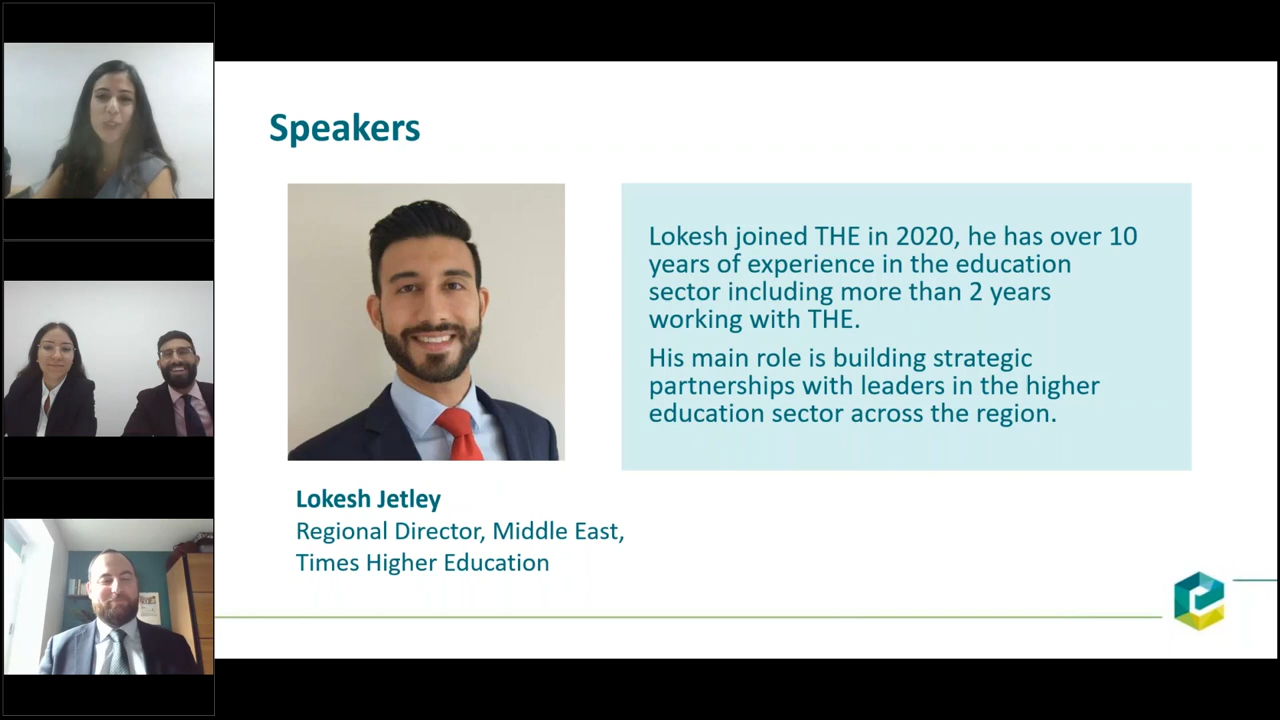 Speakers
Lokesh joined THE in 2020, he has over 10
years of experience in the education
sector including more than 2 years
working with THE.
His main role is building strategic
partnerships with leaders in the higher
education sector across the region.
Lokesh Jetley
Regional Director, Middle East,
Times Higher Education